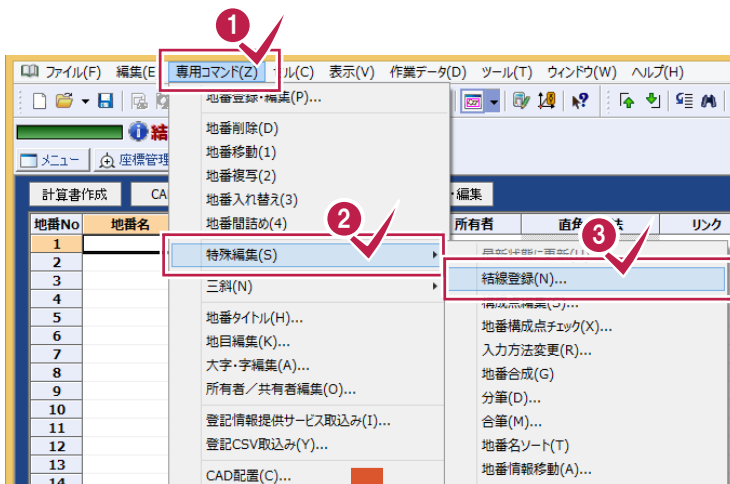 1
ファイル(F) 編集(E 専用コマンド(Z) ル(C) 表示(V) 作業データ(D) ツール(T) ウィンドウ(W) ヘルプ(H)
地番登録・編集(P)...
結
地番削除(D)
メニュー 座標管理
地番移動(1)
地番複写(2)
計算書作成 CA 地番入れ替え(3) ・編集
地番No 地番名 地番間詰め(4) 2 所有者 直角 リンク
1
特殊編集(S) 3
2
三斜(N) 結線登録(N)...
3
4
地番タイトル(H)... 地番構成点チェック(X)...
5
地目編集(K)... 入力方法変更(R)...
6
大字・字編集(A)... 地番合成(G)
7
所有者／共有者編集(O)... 分筆(D)...
8
登記情報提供サービス取込み(I)... 合筆(M)...
9
登記CSV取込み(Y)... 地番名ソート(T)
10
CAD配置(C)... 地番情報移動(A)...
11
12
13
14